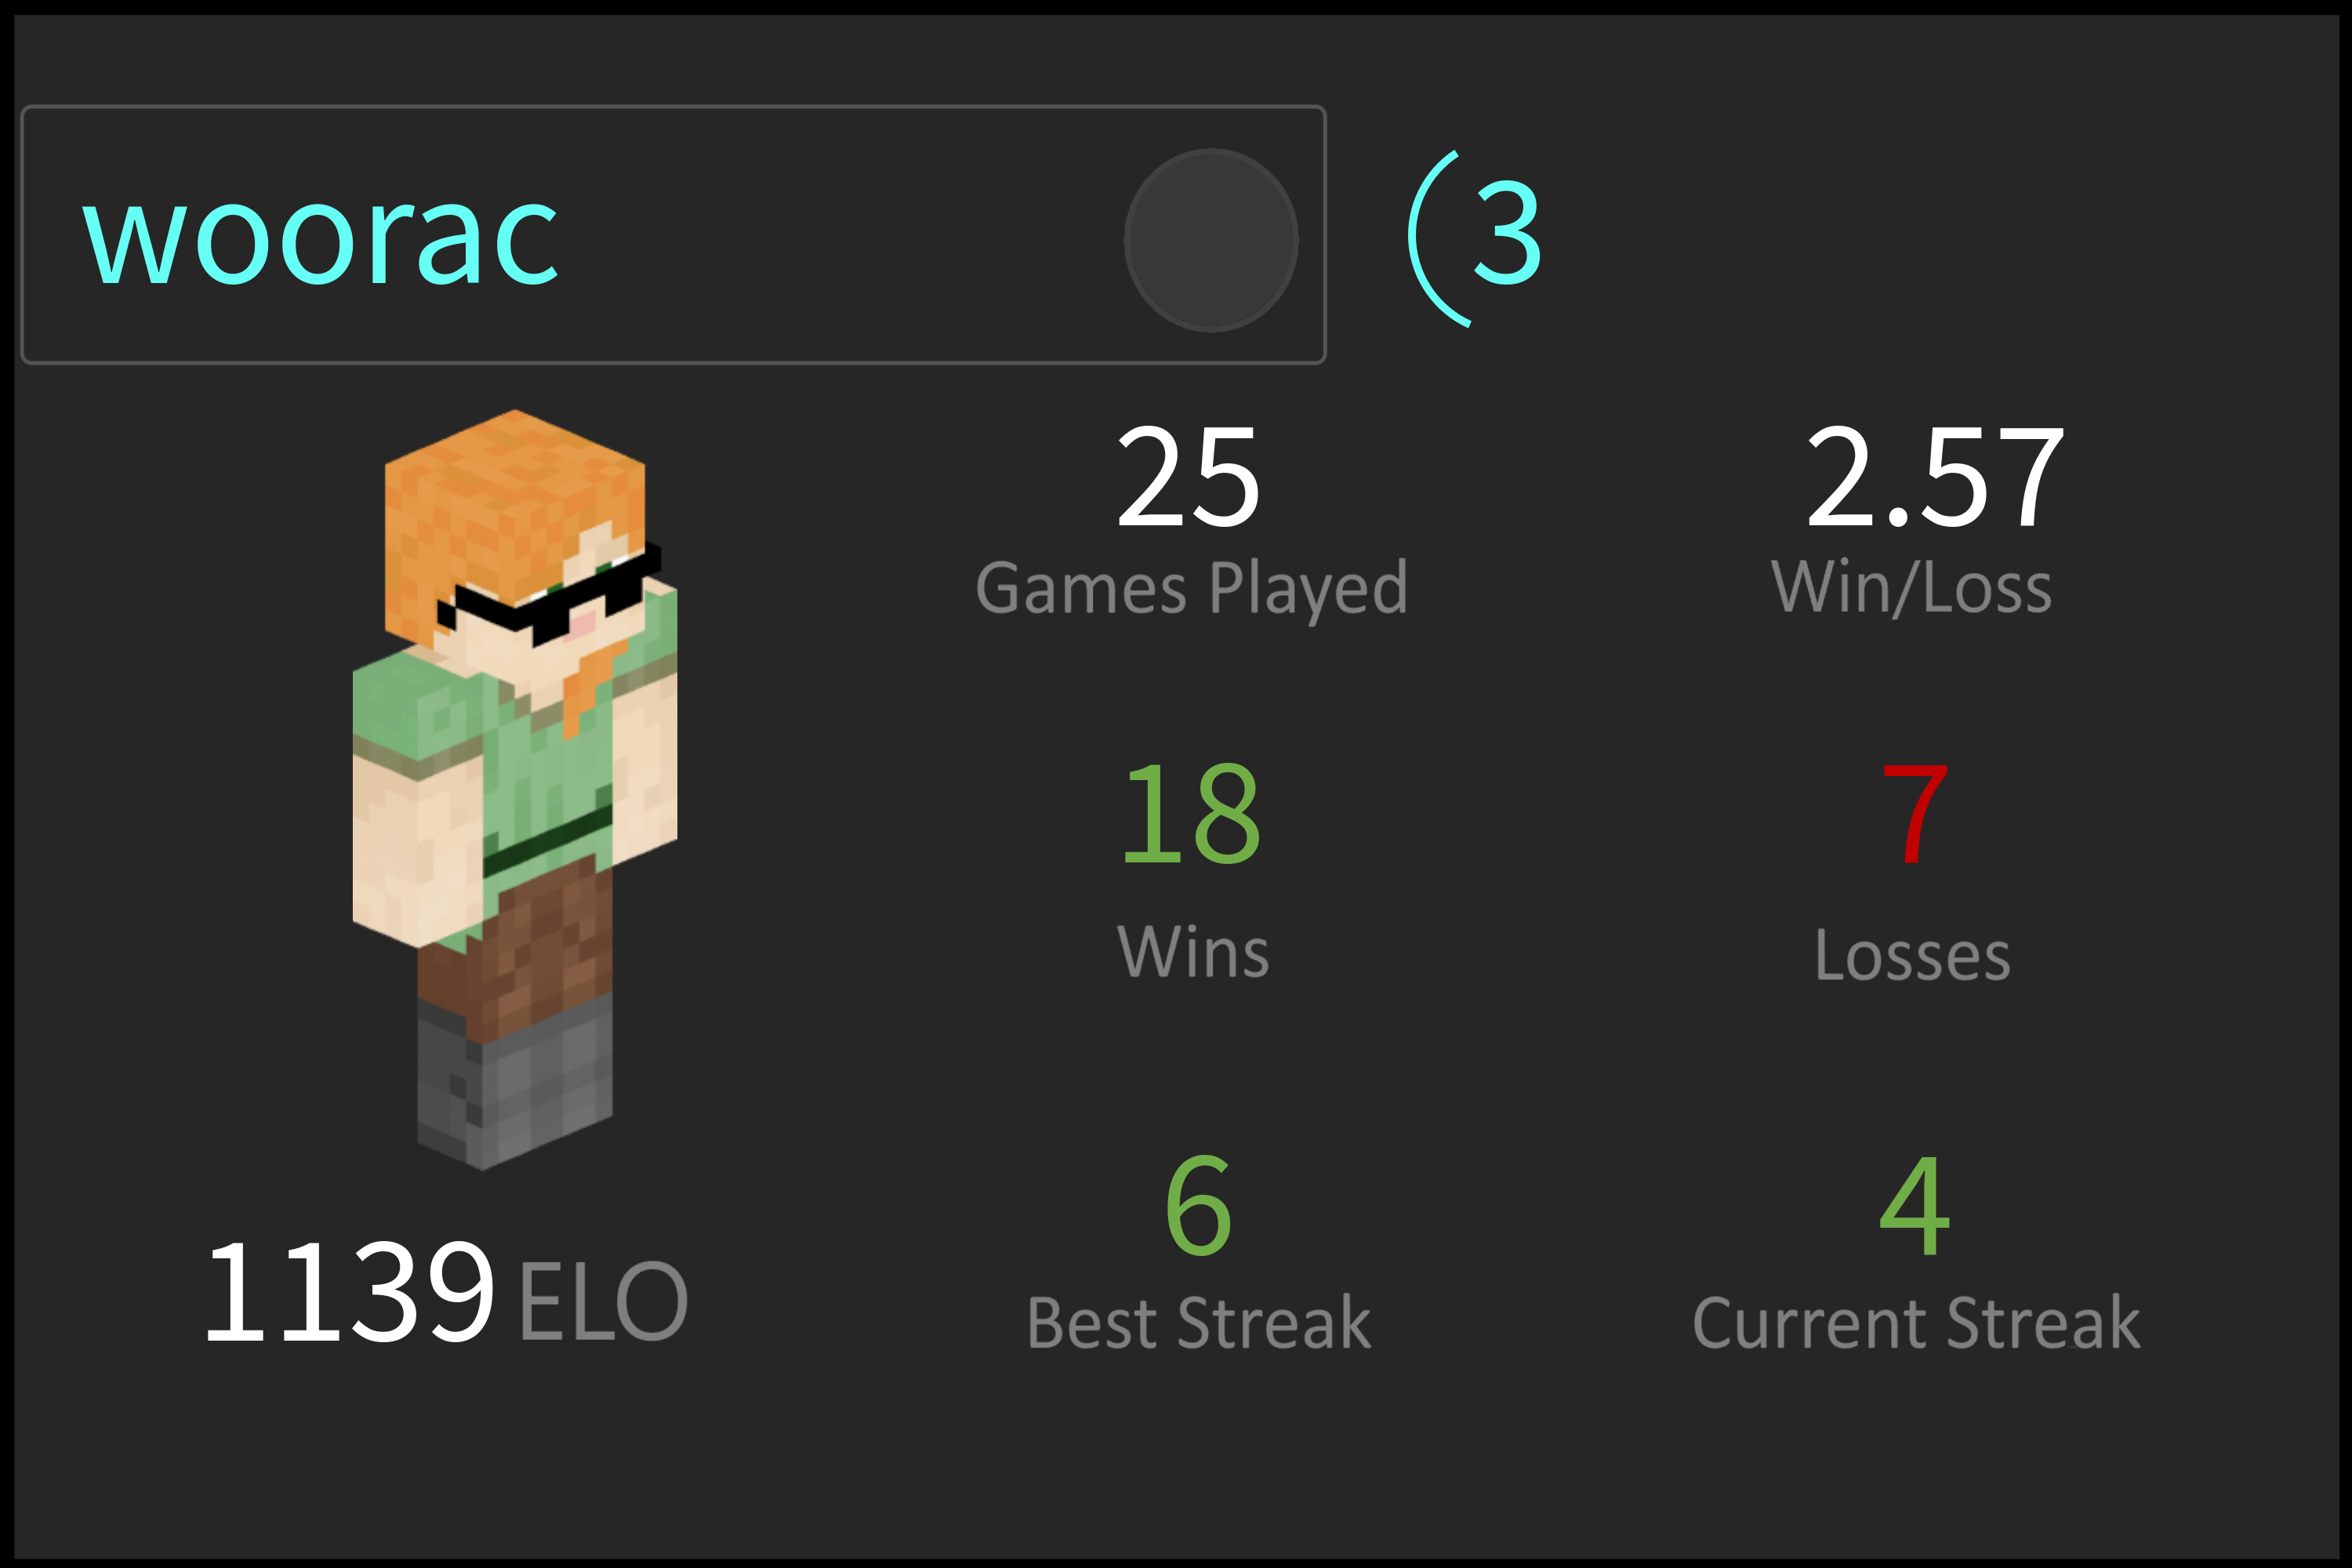 woorac
3
25
2.57
Games Played
Win/Loss
18
7
Wins
Losses
6
4
Best Streak
Current Streak
1139 ELO